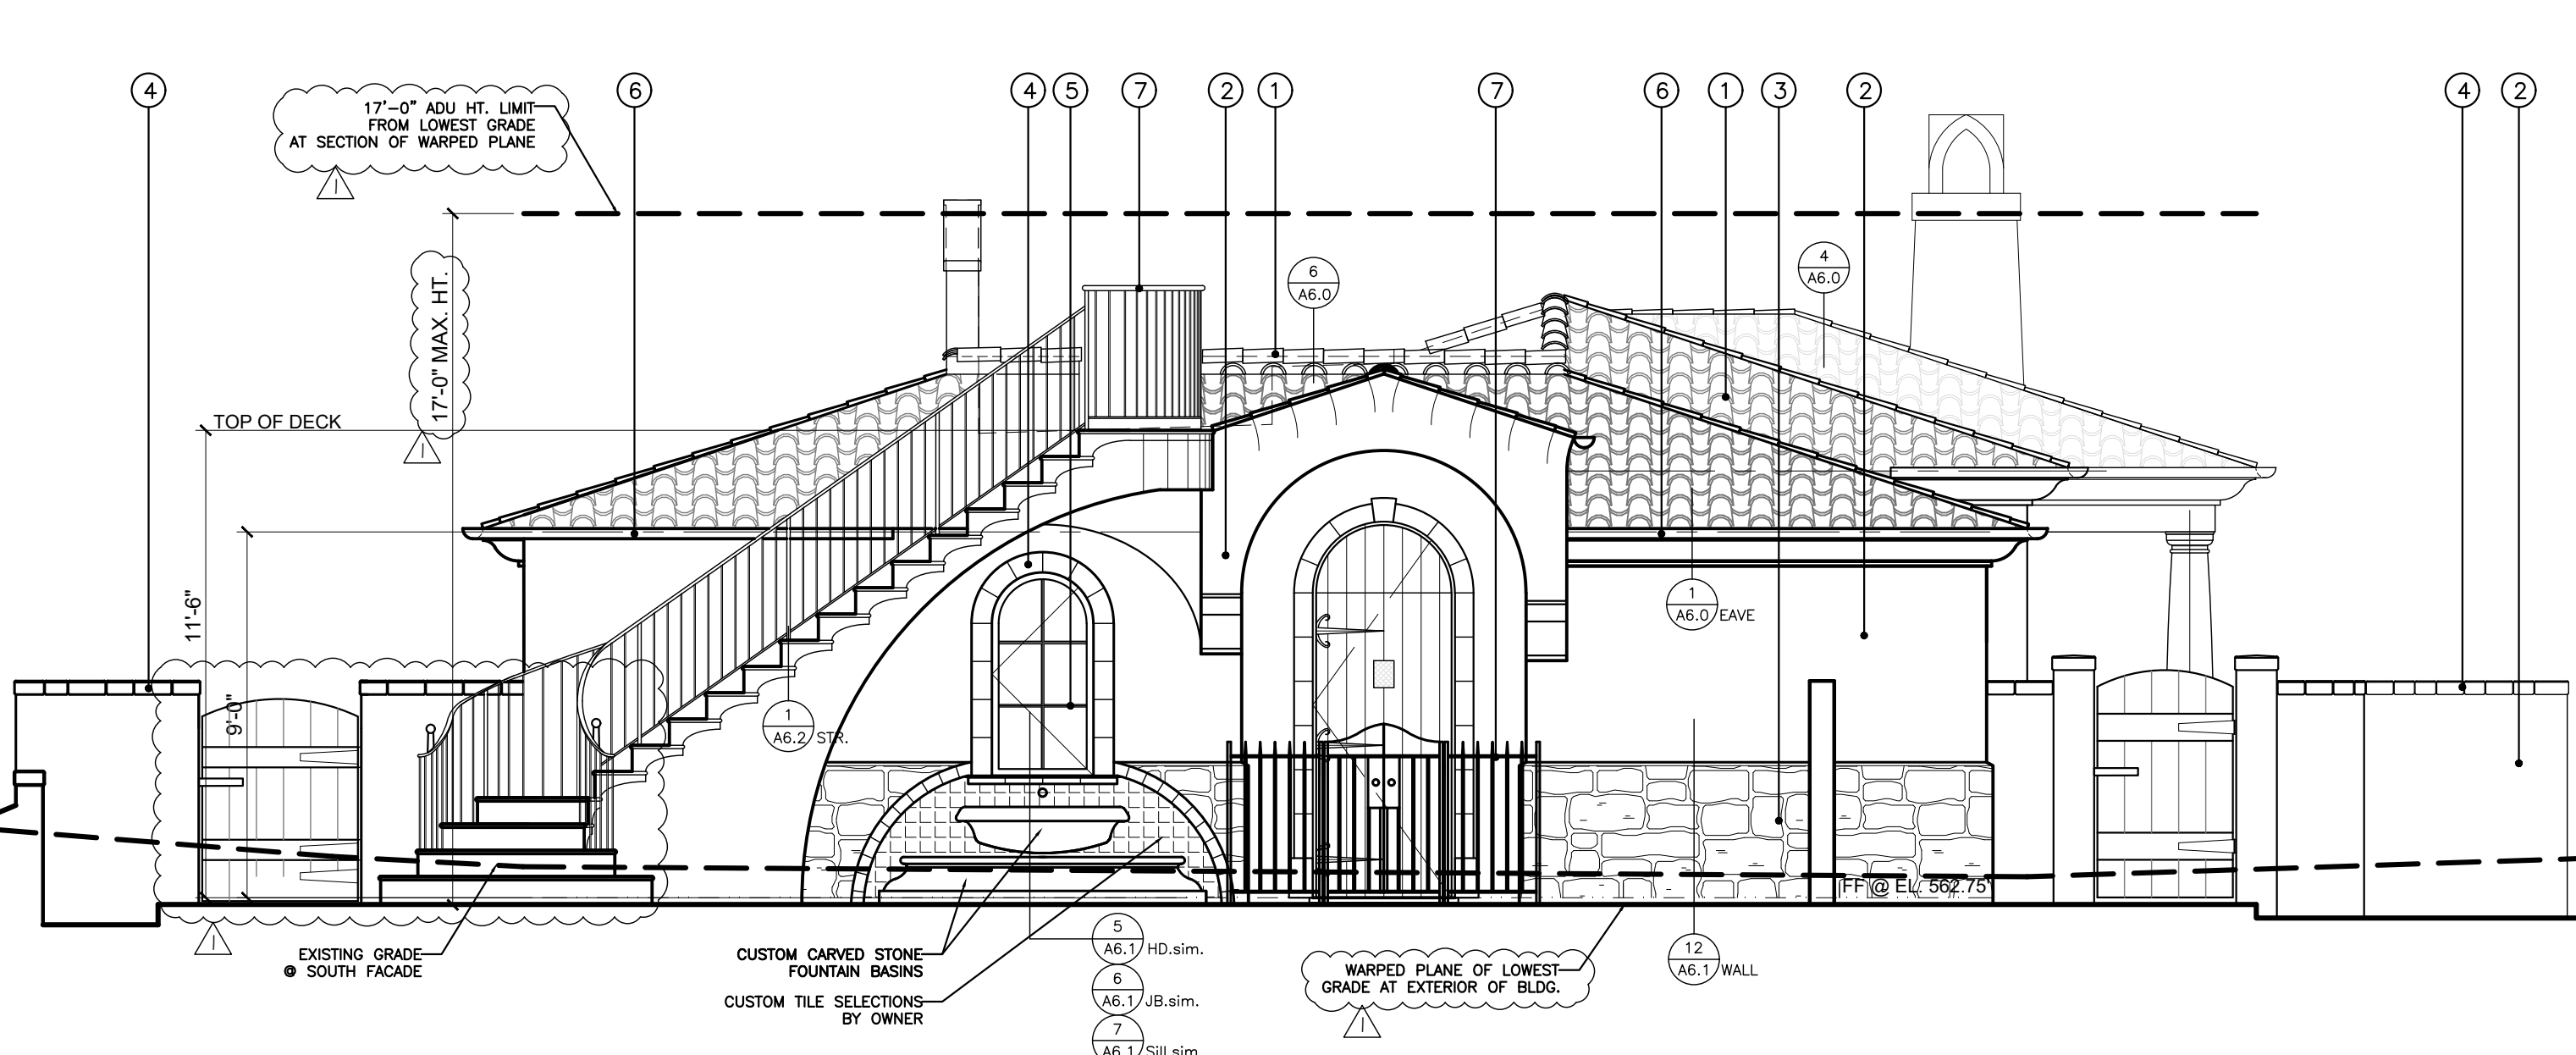 4
6
4
5
7
2
1
7
6
1
3
2
4
2
17'-0" ADU HT. LIMIT
FROM LOWEST GRADE
AT SECTION OF WARPED PLANE
1
17'-0" MAX. HT.
1
6
A6.0
4
A6.0
TOP OF DECK
11'-6"
9'-0"
1
A6.0 EAVE
1
A6.2 STR.
FF @ EL. 562.75'
1
EXISTING GRADE
@ SOUTH FACADE
CUSTOM CARVED STONE
FOUNTAIN BASINS
CUSTOM TILE SELECTIONS
BY OWNER
5
A6.1 HD.sim.
6
A6.1 JB.sim.
7
A6.1 Sill.sim
WARPED PLANE OF LOWEST
GRADE AT EXTERIOR OF BLDG.
1
12
A6.1 WALL